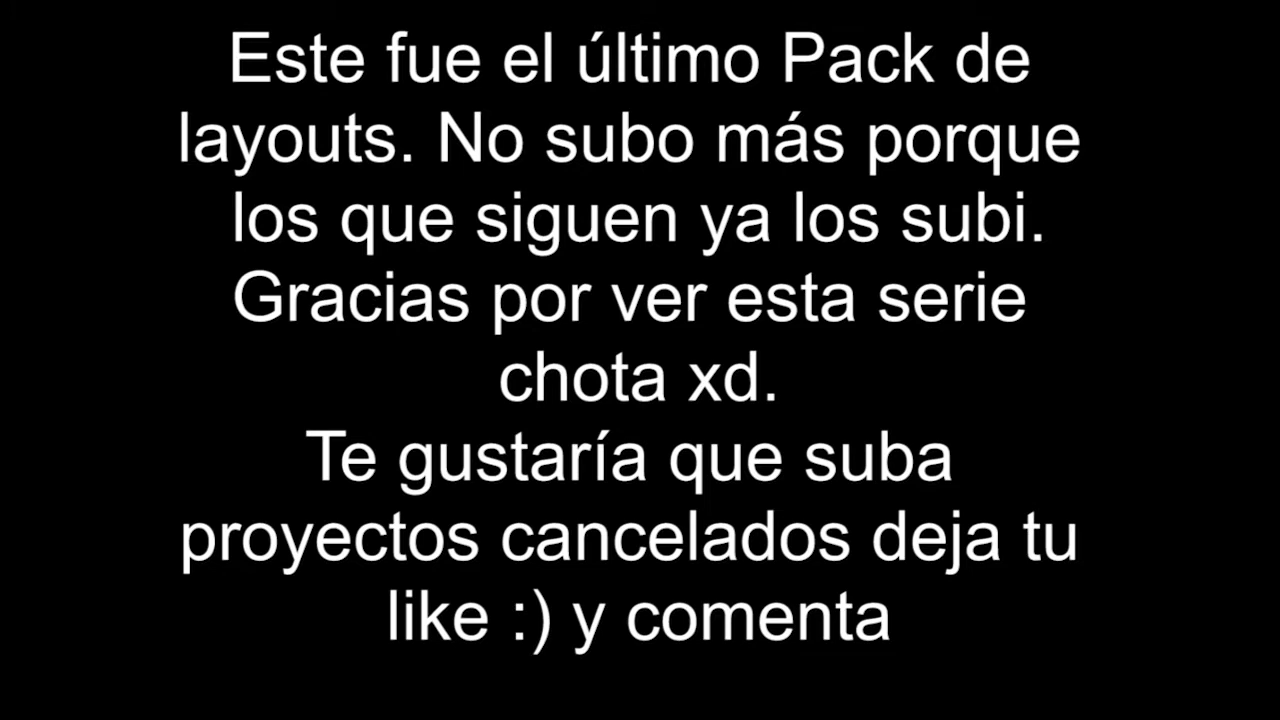 Este fue el último Pack de
layouts. No subo más porque
los que siguen ya los subi.
Gracias por ver esta serie
chota xd.
Te gustaría que suba
proyectos cancelados deja tu
like :) y comenta